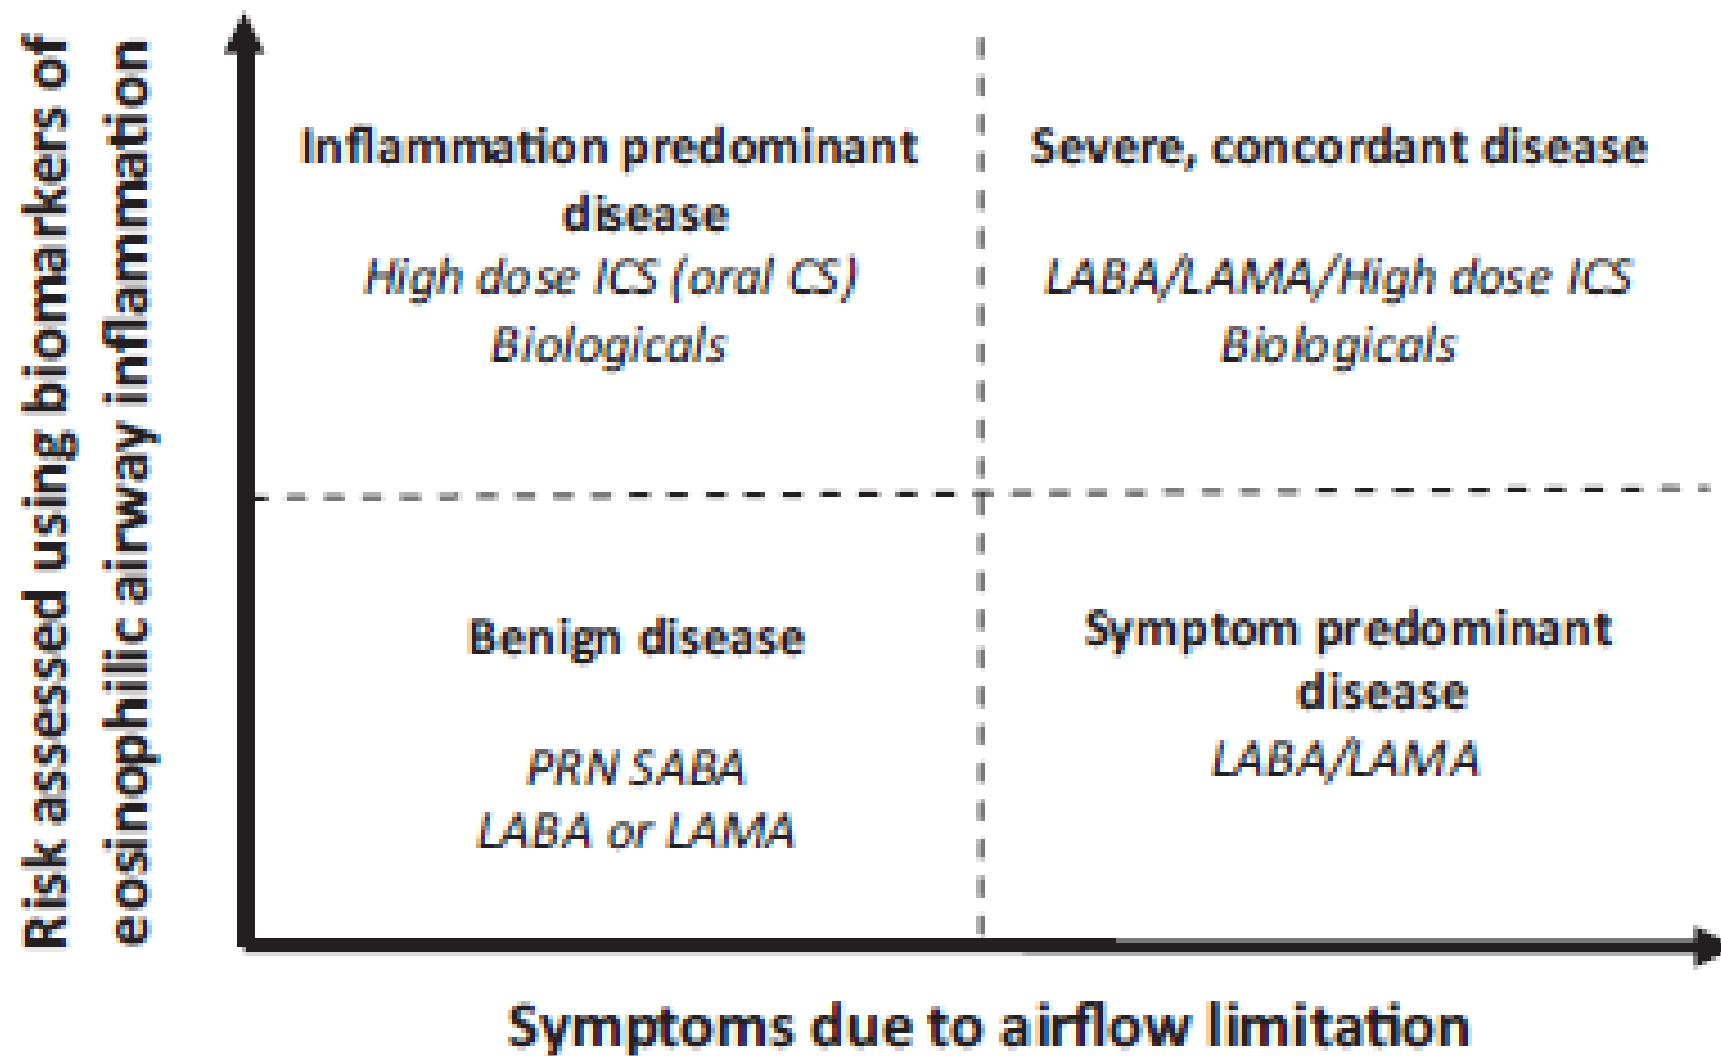 Risk assessed using biomarkers of
eosinophilic airway inflammation
Inflammation predominant
disease
High dose ICS (oral CS)
Biologicals
Severe, concordant disease
LABA/LAMA/High dose ICS
Biologicals
Benign disease
PRN SABA
LABA or LAMA
Symptom predominant
disease
LABA/LAMA
Symptoms due to airflow limitation